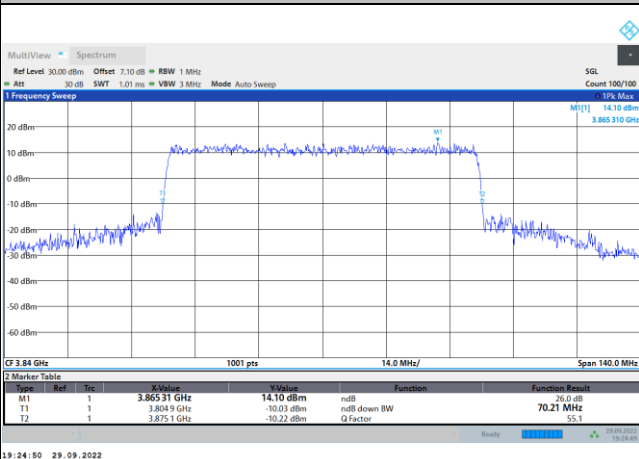 MultiView Spectrum
Ref Level 30.00 dBm Offset 7.10 dB RBW 1 MHz SGL
Att 30 dB SWT 1.01 ms VBW 3 MHz Mode Auto Sweep Count 100/100
1 Frequency Sweep 1Pk Max
M1[1] 14.10 dBm
3.865 310 GHz
20 dBm
M1
10 dBm
0 dBm
T1 T2
-10 dBm
-20 dBm
-30 dBm
-40 dBm
-50 dBm
-60 dBm
CF 3.84 GHz 1001 pts 14.0 MHz/ Span 140.0 MHz
2 Marker Table
Type Ref Trc X-Value Y-Value Function Function Result
M1 1 3.86531 GHz 14.10 dBm ndB 26.0 dB
T1 1 3.804 9 GHz -10.03 dBm ndB down BW 70.21 MHz
T2 1 3.875 1 GHz -10.22 dBm Q Factor 55.1
Ready 29.09.2022
19:24:49
19:24:50 29.09.2022